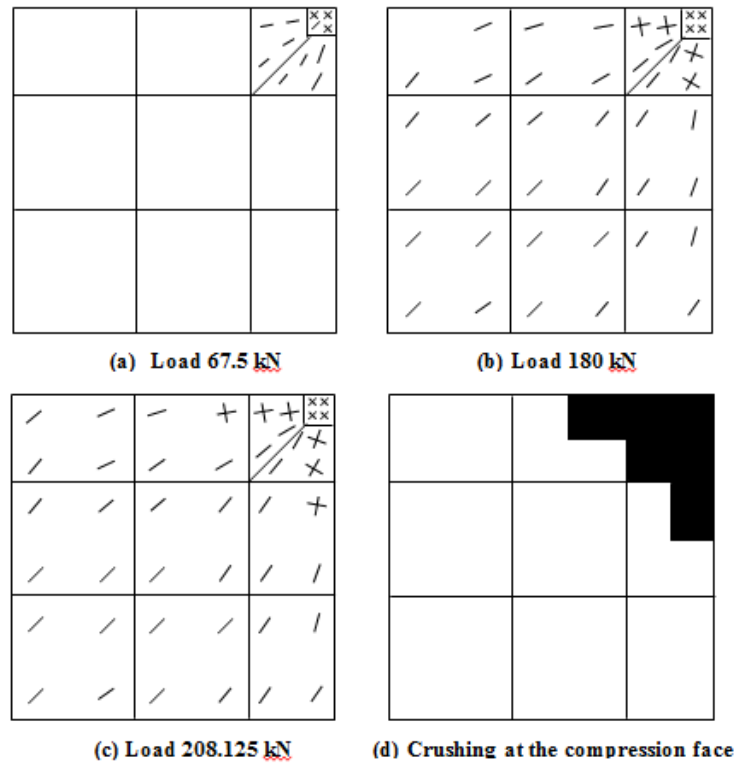 (a) Load 67.5 kN
(b) Load 180 kN
(c) Load 208.125 kN
(d) Crushing at the compression face